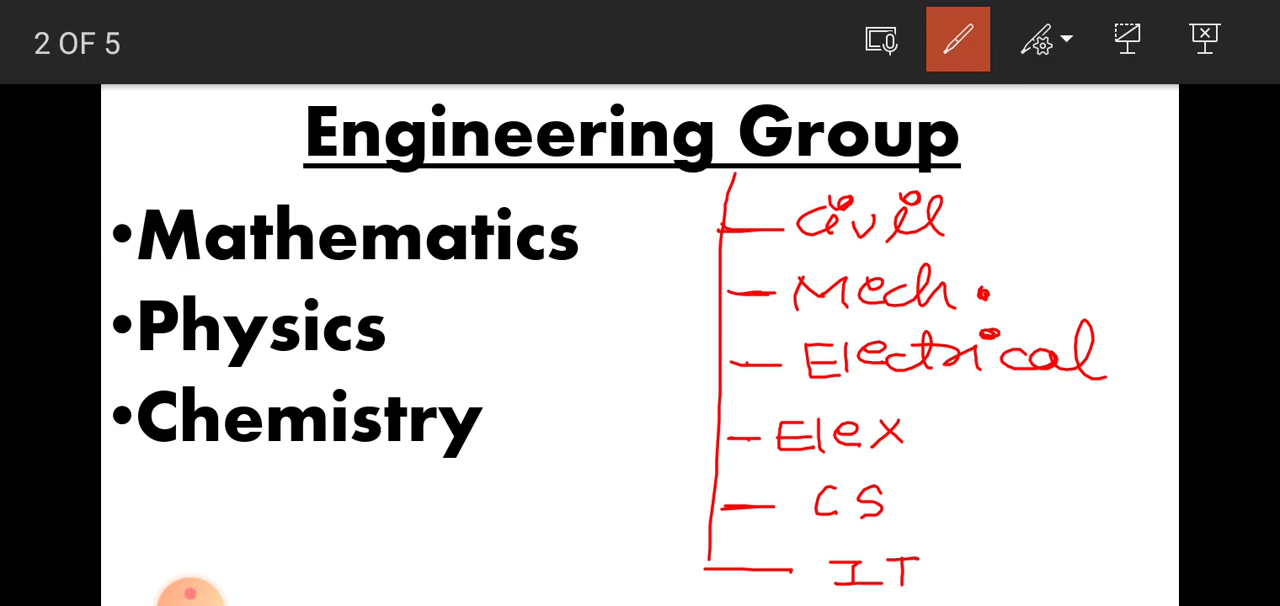 2 OF 5
Engineering Group
•Mathematics
•Physics
•Chemistry
Civil
Mech.
Electrical
Elex
CS
IT